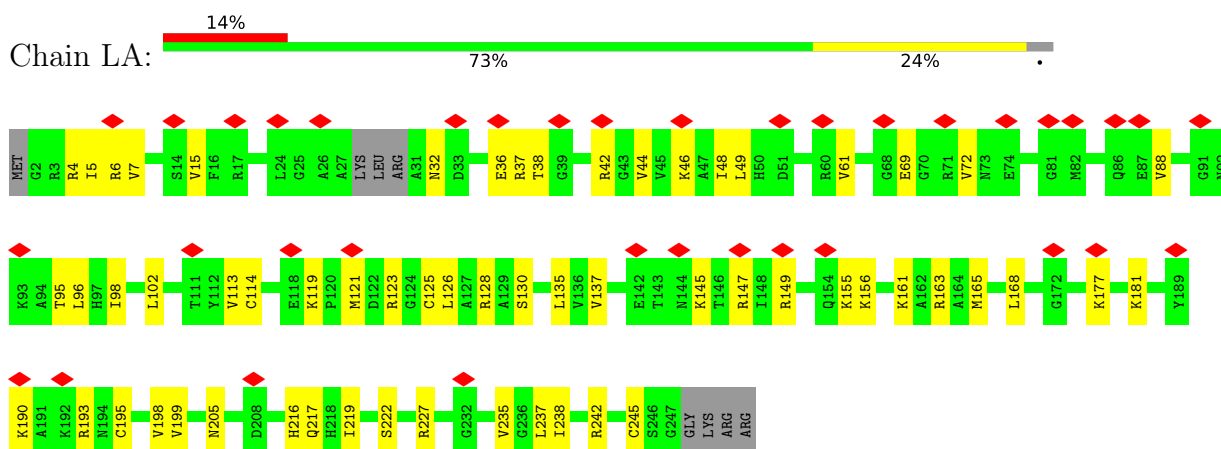 14%
Chain LA:
73% 24% •
MET G2 R3 R4 I5 R6 V7 S14 V15 F16 R17 L24 G25 A26 A27 LYS LEU ARG A31 N32 D33 E36 R37 T38 G39 R42 G43 V44 V45 K46 A47 I48 L49 H50 D51 R60 V61 G68 E69 G70 R71 V72 N73 E74 G81 M82 Q86 E87 V88 G91
K93 A94 T95 L96 H97 I98 L102 T111 Y112 V113 C114 E118 K119 P120 M121 D122 R123 G124 C125 L126 A127 R128 A129 S130 L135 V136 V137 E142 T143 N144 K145 T146 R147 I148 R149 Q154 K155 K156 K161 A162 R163 A164 M165 L168 G172 K177 K181 Y189
K190 A191 K192 R193 N194 C195 V198 V199 N205 D208 H216 Q217 H218 I219 S222 R227 G232 V235 G236 L237 I238 R242 C245 S246 G247 GLY LYS ARG ARG